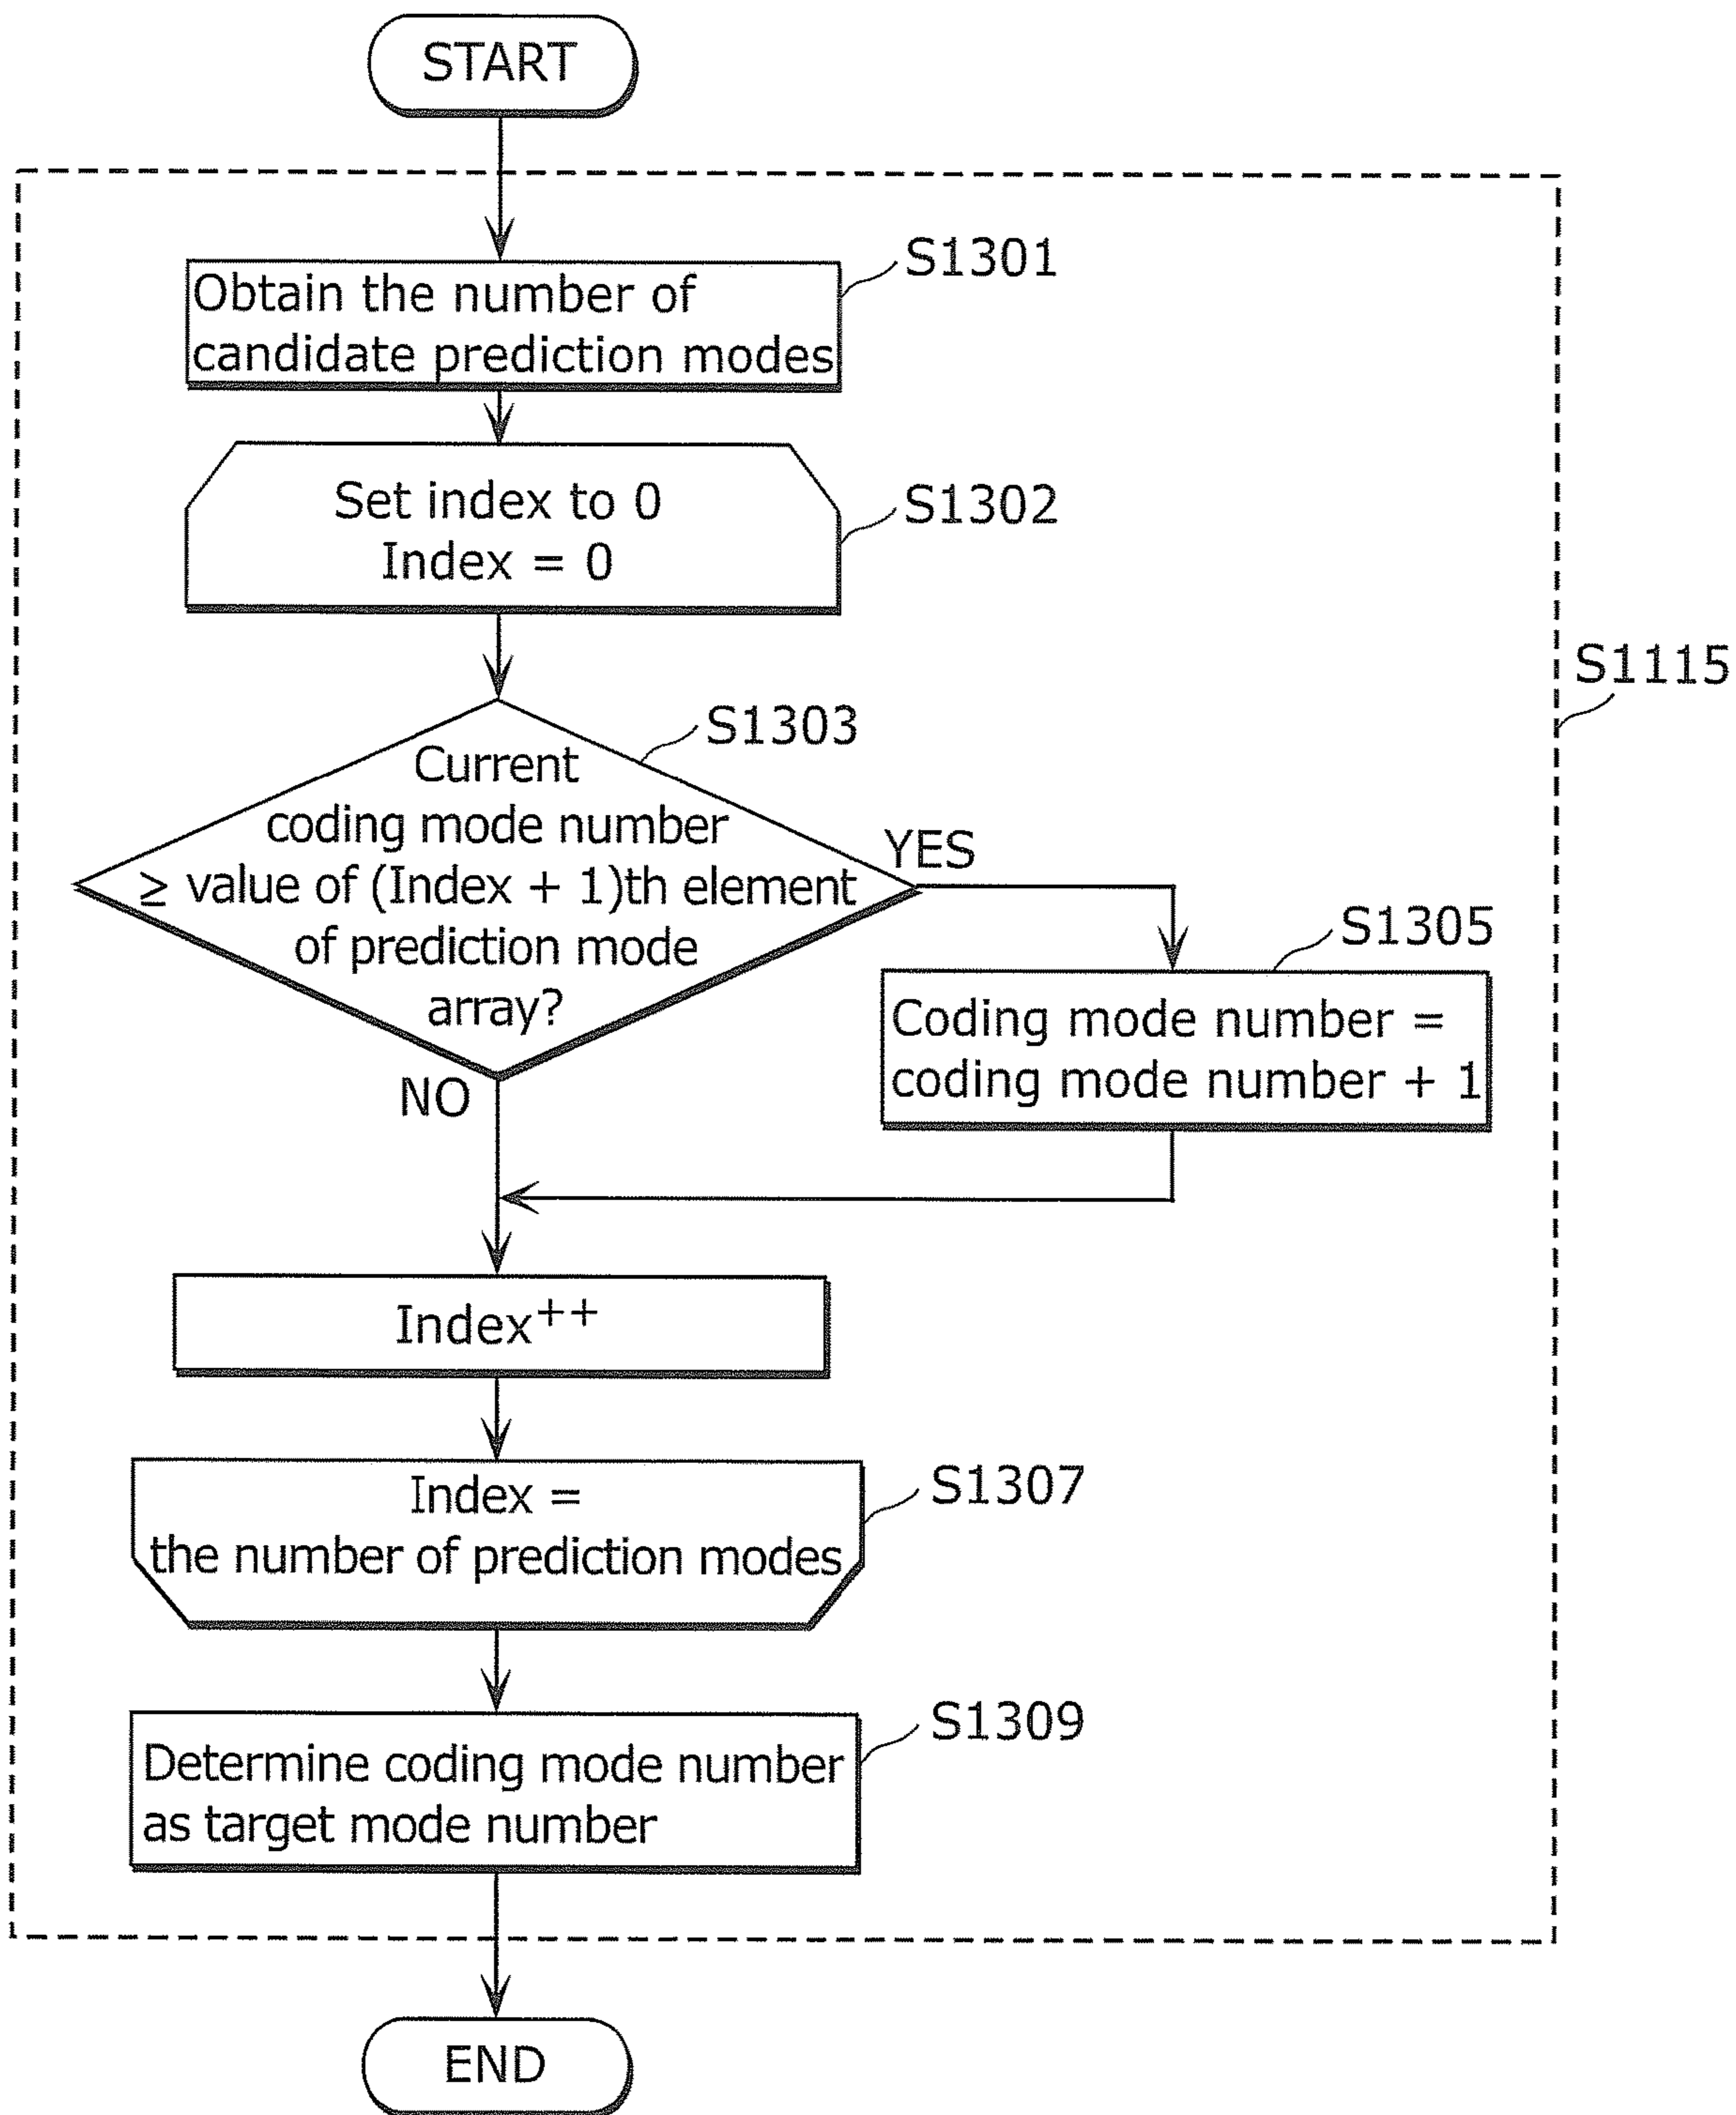 START
S1301
Obtain the number of
candidate prediction modes
S1302
Set index to 0
Index = 0
S1115
S1303
Current
coding mode number
≥ value of (Index + 1)th element
of prediction mode
array?
YES
NO
S1305
Coding mode number =
coding mode number + 1
Index++
S1307
Index =
the number of prediction modes
S1309
Determine coding mode number
as target mode number
END